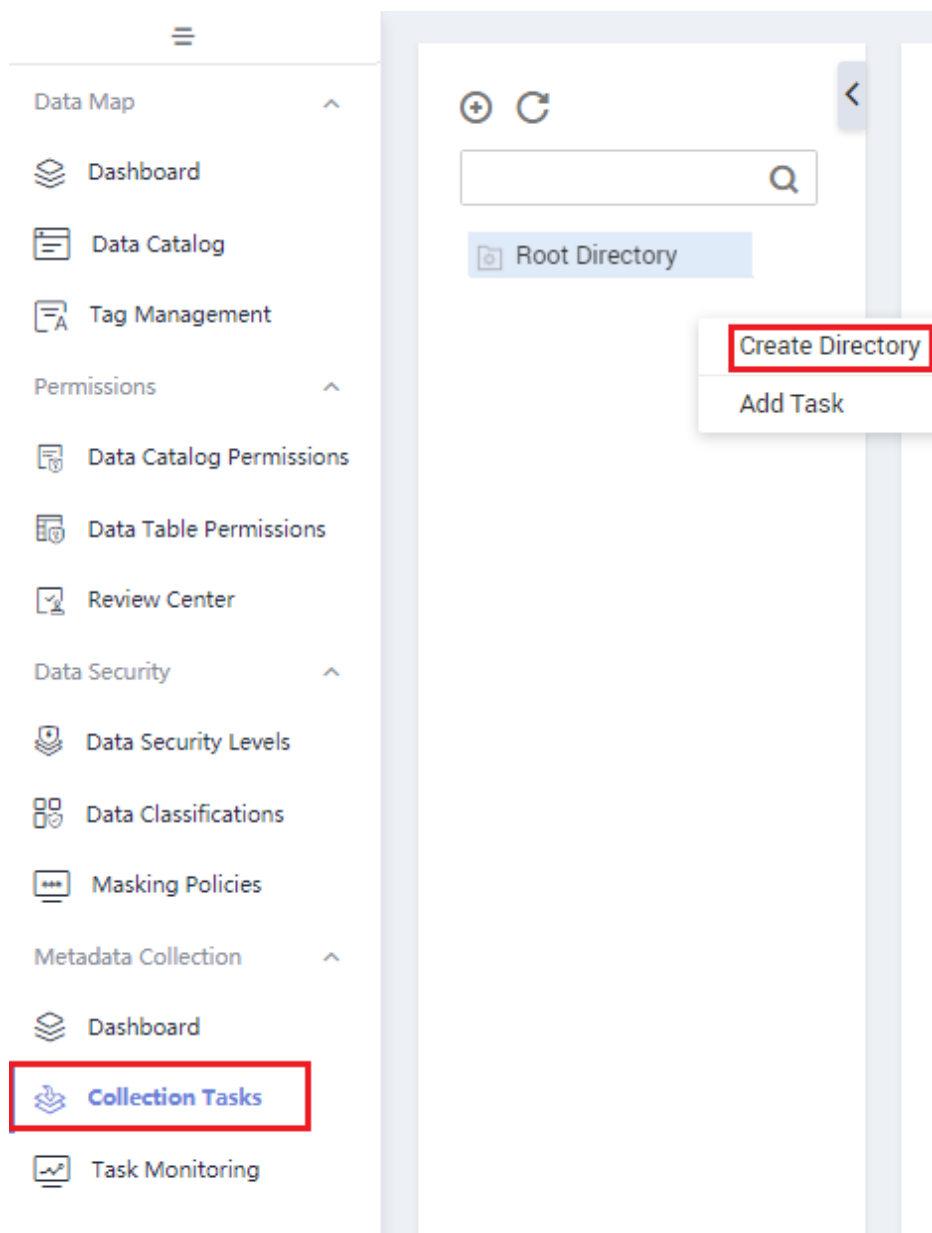 Data Map
Dashboard
Data Catalog
Tag Management
Permissions
Data Catalog Permissions
Data Table Permissions
Review Center
Data Security
Data Security Levels
Data Classifications
Masking Policies
Metadata Collection
Dashboard
Collection Tasks
Task Monitoring
Root Directory
Create Directory
Add Task